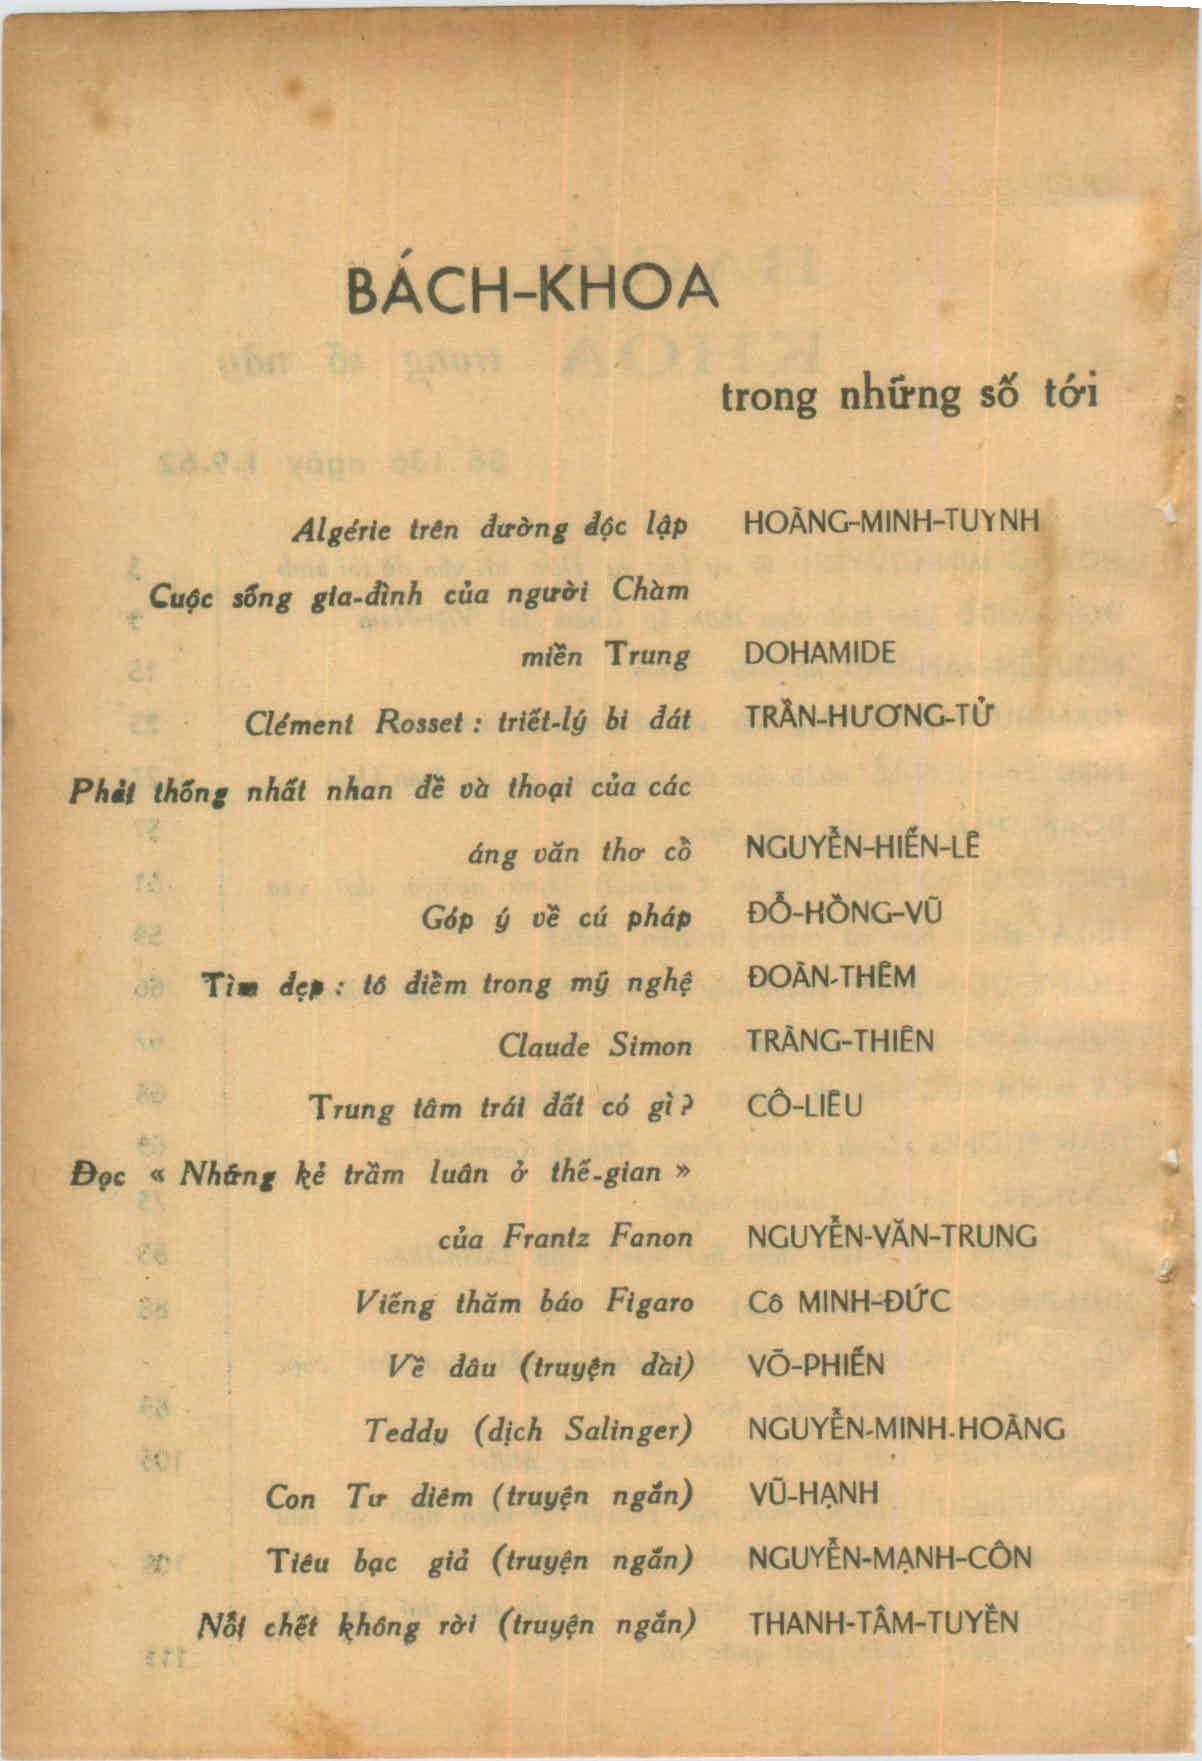 BÁCH-KHOA
trong những số tới
Algérie trên đường độc lập HOÀNG-MINH-TUYNH
Cuộc sống gia-đình của người Chàm
miền Trung DOHAMIDE
Clément Rosset : triết-lý bi đát TRẦN-HƯƠNG-TỬ
Phải thống nhất nhan đề và thoại của các
áng văn thơ cổ NGUYỄN-HIẾN-LÊ
Góp ý về cú pháp ĐỖ-HỒNG-VŨ
Tìm đẹp : tô điểm trong mỹ nghệ ĐOÀN-THÊM
Claude Simon TRÀNG-THIÊN
Trung tâm trái đất có gì ? CÔ-LIÊU
Đọc « Những kẻ trầm luân ở thế-gian »
của Frantz Fanon NGUYỄN-VĂN-TRUNG
Viếng thăm báo Figaro Cô MINH-ĐỨC
Về đâu (truyện dài) VÕ-PHIẾN
Teddy (dịch Salinger) NGUYỄN-MINH-HOÀNG
Con Tư diêm (truyện ngắn) VŨ-HẠNH
Tiêu bạc giả (truyện ngắn) NGUYỄN-MẠNH-CÔN
Nỗi chết không rời (truyện ngắn) THANH-TÂM-TUYỀN